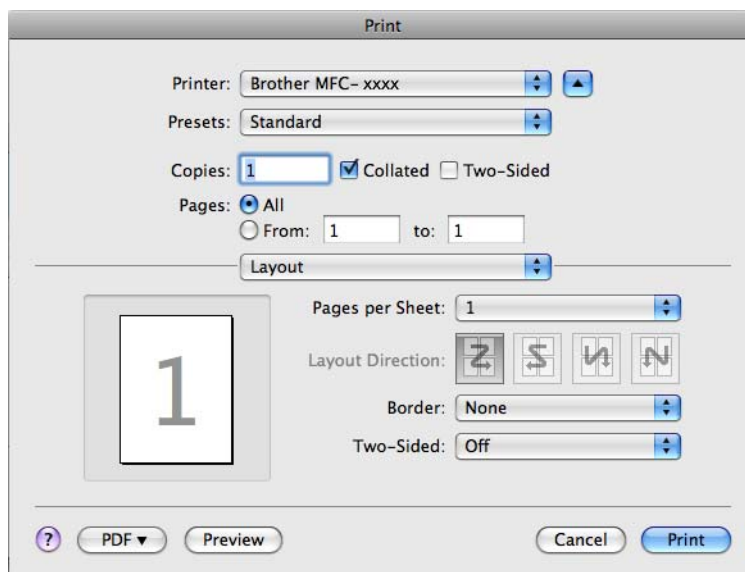 Print
Printer: Brother MFC- xxxx
Presets: Standard
Copies: 1 Collated Two-Sided
Pages: All
From: 1 to: 1
Layout
Pages per Sheet: 1
1
Layout Direction:
Border: None
Two-Sided: Off
? PDF Preview Cancel Print